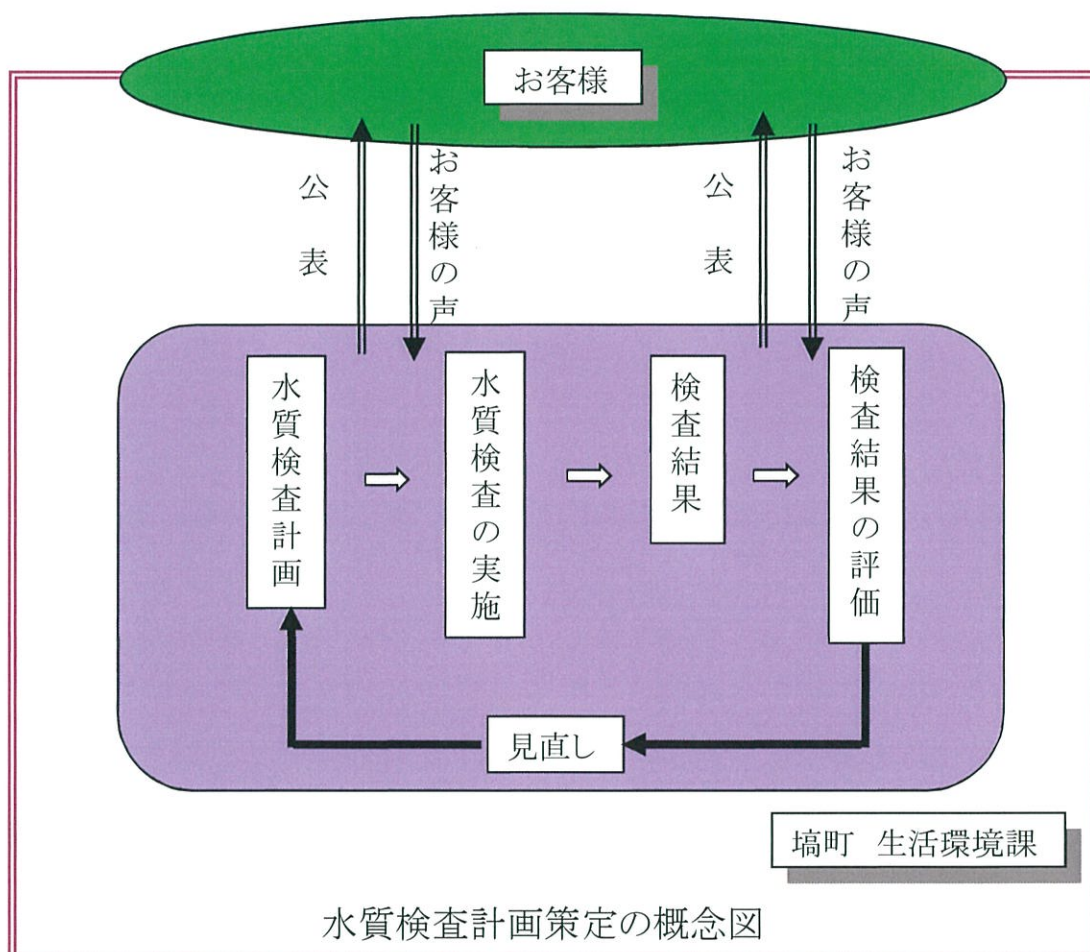 お客様
公表
お客様の声
公表
お客様の声
水質検査計画
水質検査の実施
検査結果
検査結果の評価
見直し
塙町 生活環境課
水質検査計画策定の概念図